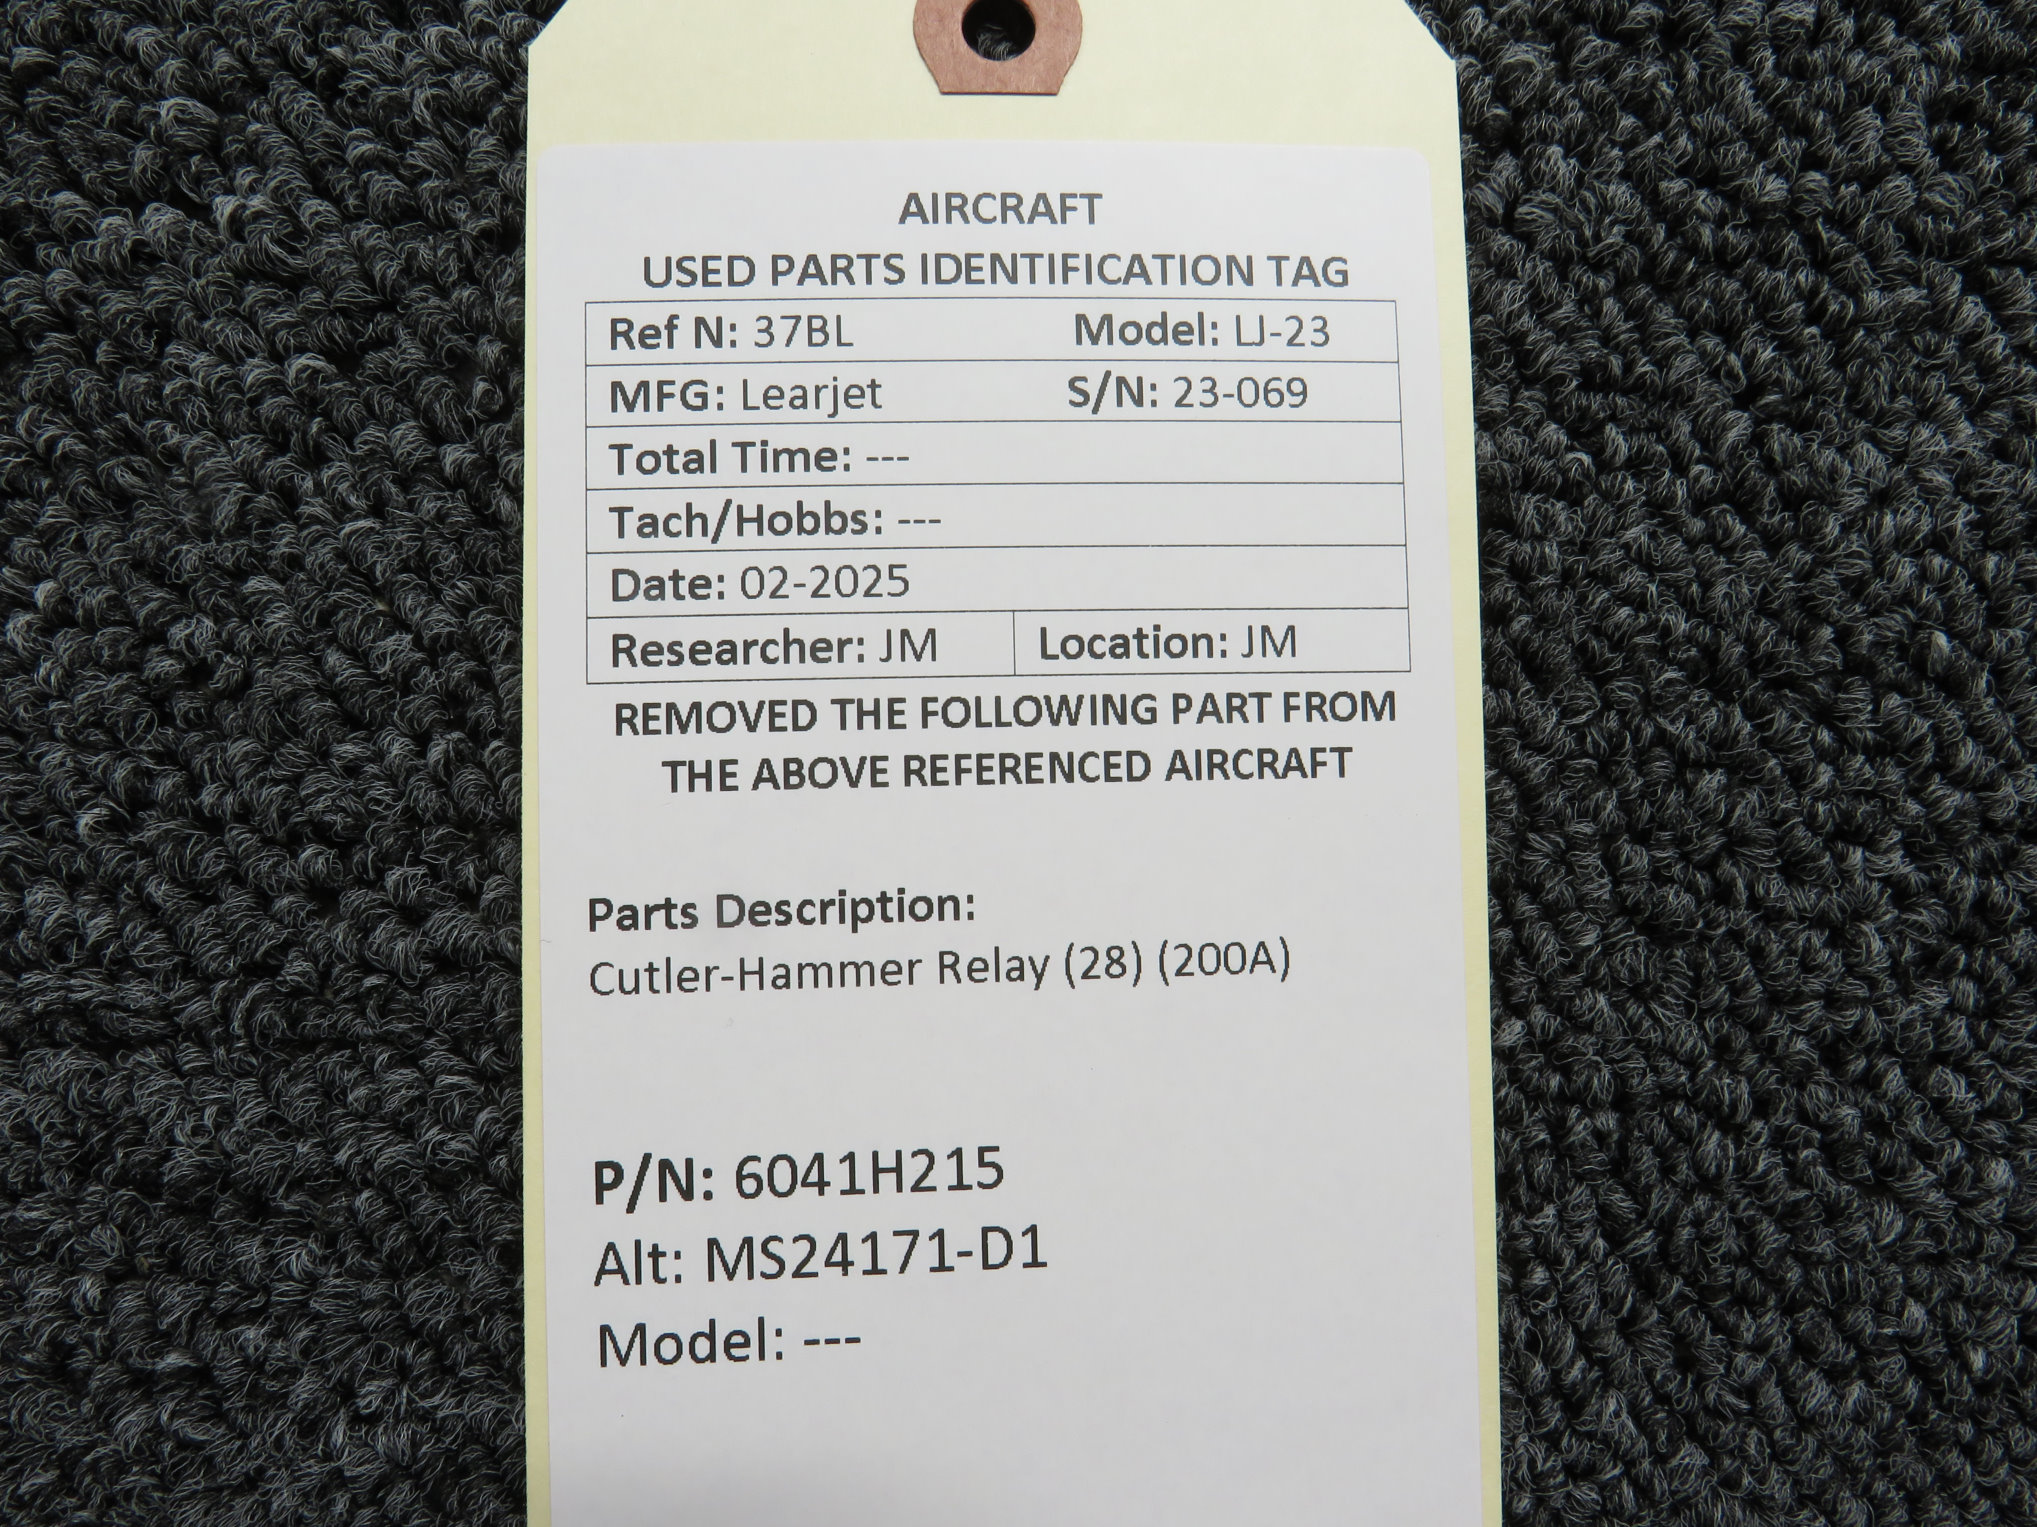 AIRCRAFT
USED PARTS IDENTIFICATION TAG
Ref N: 37BL Model: LJ-23
MFG: Learjet S/N: 23-069
Total Time: ---
Tach/Hobbs: ---
Date: 02-2025
Researcher: JM Location: JM
REMOVED THE FOLLOWING PART FROM
THE ABOVE REFERENCED AIRCRAFT
Parts Description:
Cutler-Hammer Relay (28) (200A)
P/N: 6041H215
Alt: MS24171-D1
Model: ---